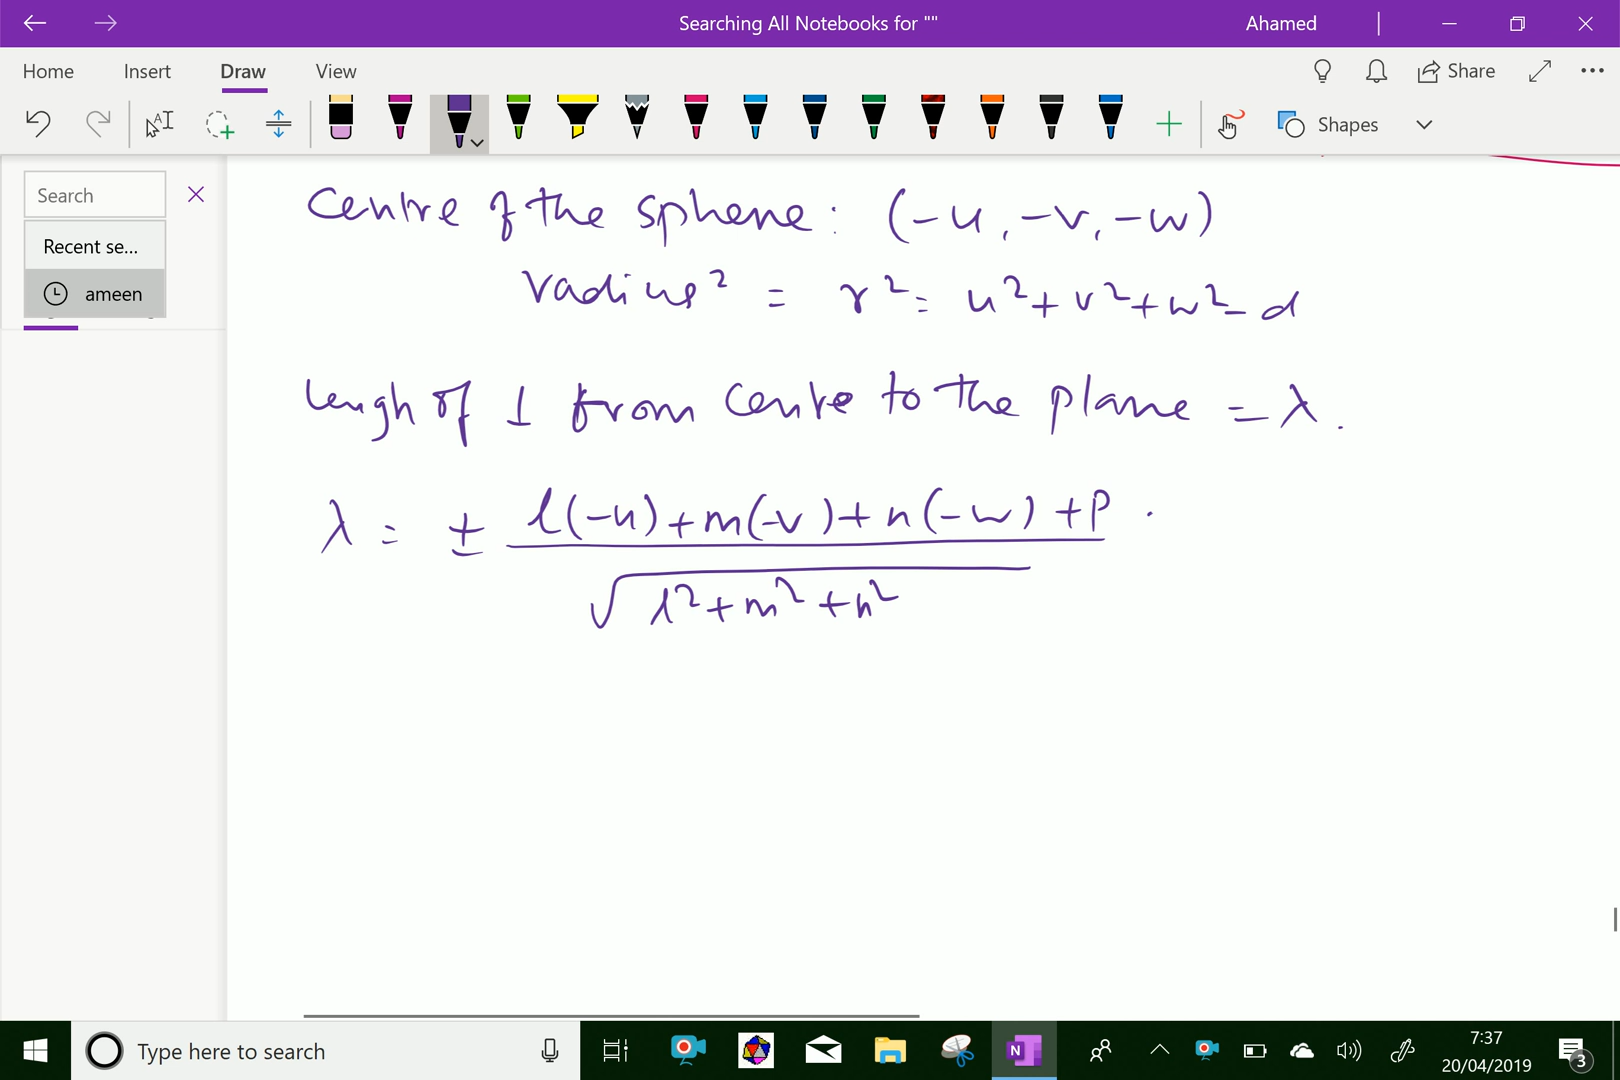 Searching All Notebooks for ""
Ahamed
Home Insert Draw View
Share
Shapes
Search
Recent se...
ameen
Centre of the sphere: (-u, -v, -w)
radius² = r² = u²+v²+w²-d
Lengh of ⊥ from centre to the plane = λ.
λ = ± l(-u)+m(-v)+n(-w)+p .
√l²+m²+n²
Type here to search
7:37
20/04/2019
3